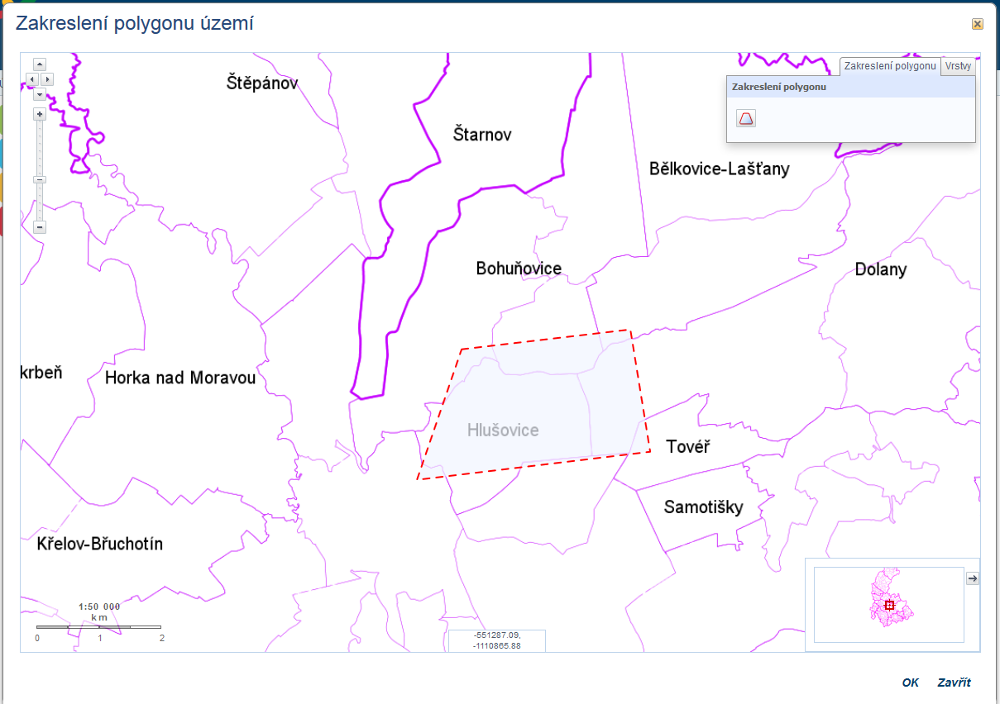 Zakreslení polygonu území
Zakreslení polygonu
Vrstvy
Zakreslení polygonu
Štěpánov
Štarnov
Bělkovice-Lašťany
Bohuňovice
Dolany
krbeň
Horka nad Moravou
Hlušovice
Tovéř
Samotišky
Křelov-Břuchotín
1:50 000
km
0 1 2
-551287.09,
-1110865.88
OK Zavřít